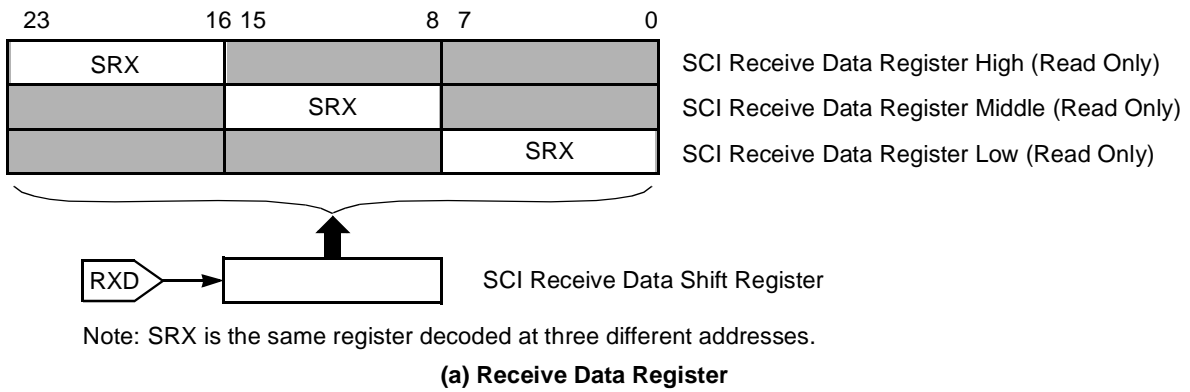 23 16 15 8 7 0
SRX SCI Receive Data Register High (Read Only)
SRX SCI Receive Data Register Middle (Read Only)
SRX SCI Receive Data Register Low (Read Only)
RXD SCI Receive Data Shift Register
Note: SRX is the same register decoded at three different addresses.
(a) Receive Data Register